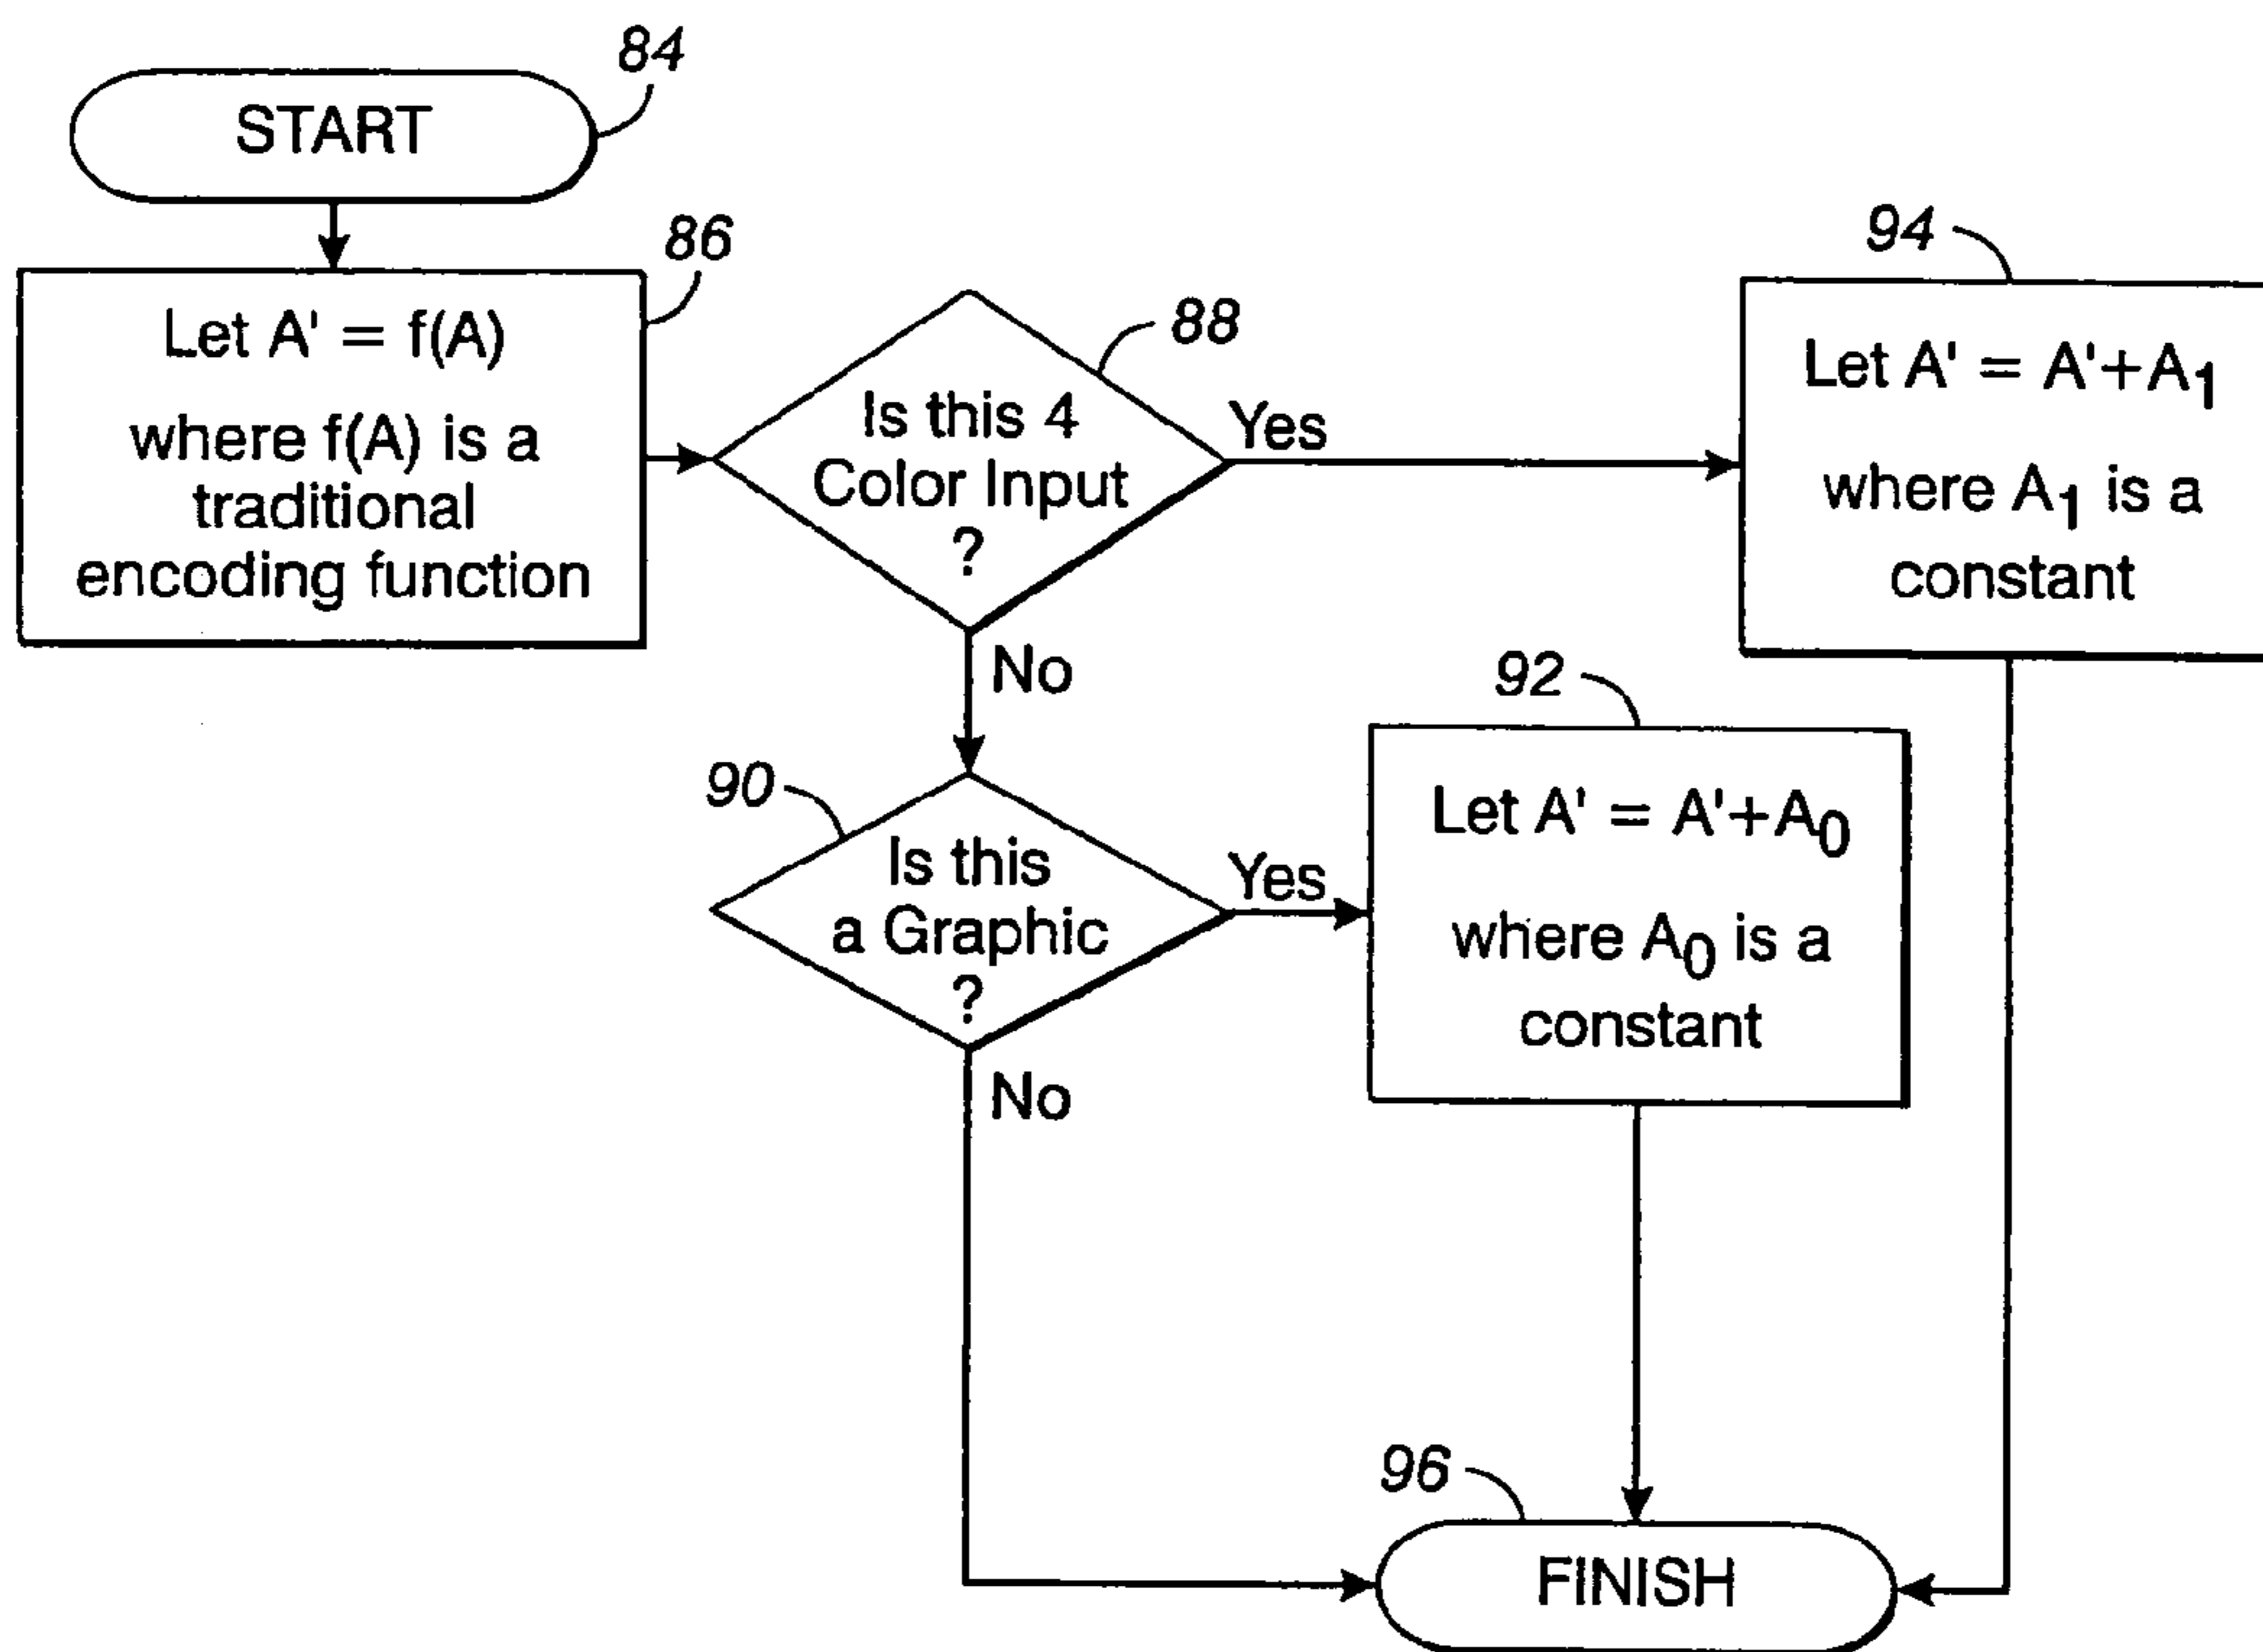 84
START
86
Let A' = f(A)
where f(A) is a
traditional
encoding function
88
Is this 4
Color Input
?
Yes
No
94
Let A' = A'+A₁
where A₁ is a
constant
90
Is this
a Graphic
?
Yes
No
92
Let A' = A'+A₀
where A₀ is a
constant
96
FINISH